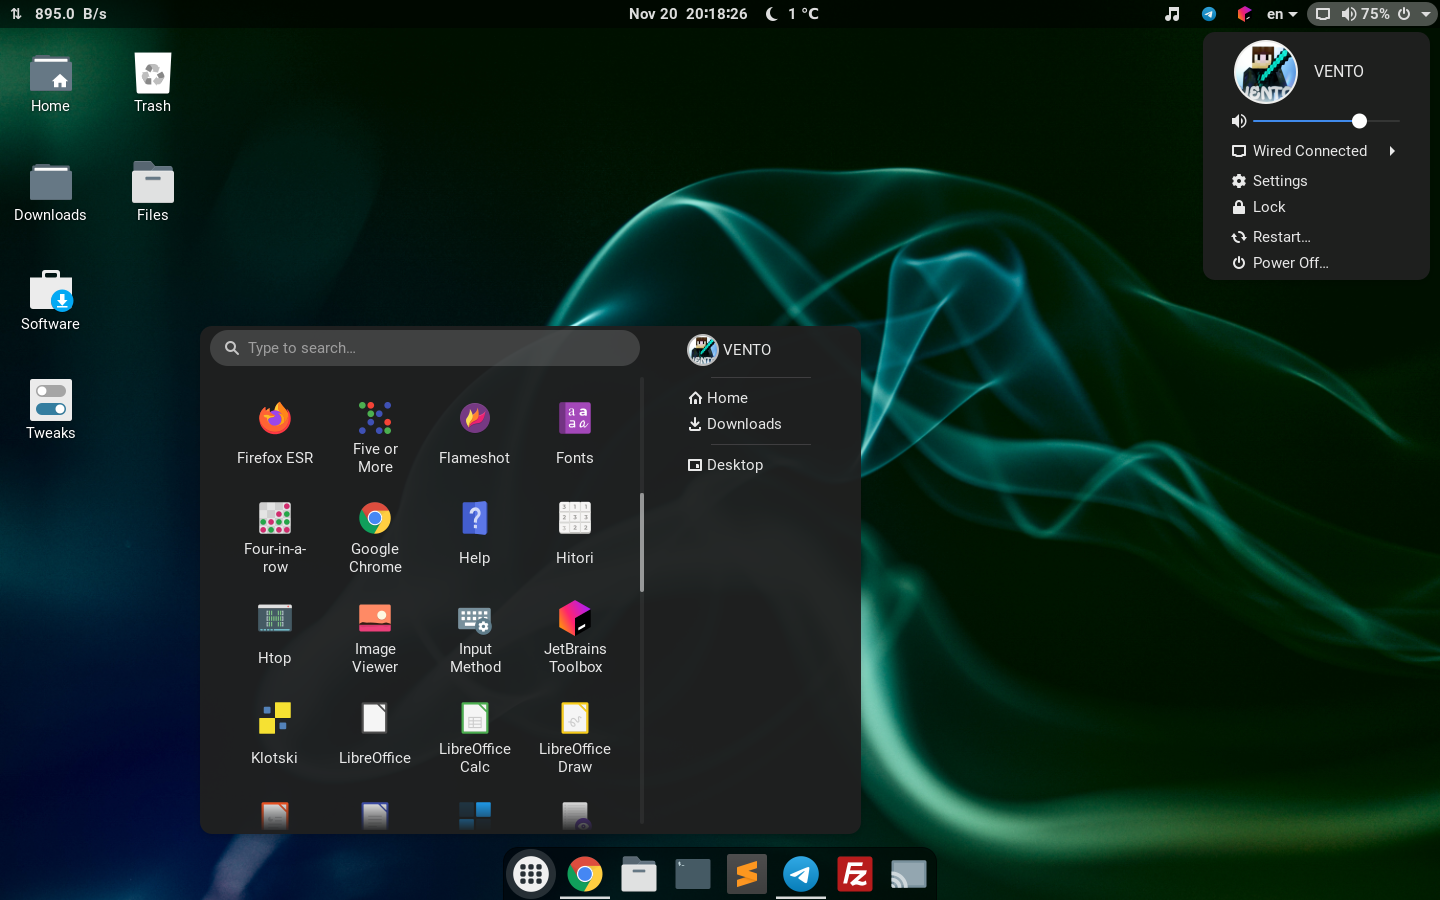 895.0 B/s
Nov 20 20:18:26
1 °C
en
75%
Home
Trash
Downloads
Files
Software
Tweaks
VENTO
VENTO
Wired Connected
Settings
Lock
Restart...
Power Off...
Type to search...
Firefox ESR
Five or
More
Flameshot
Fonts
Four-in-a-
row
Google
Chrome
Help
Hitori
Htop
Image
Viewer
Input
Method
JetBrains
Toolbox
Klotski
LibreOffice
LibreOffice
Calc
LibreOffice
Draw
VENTO
Home
Downloads
Desktop
Fz